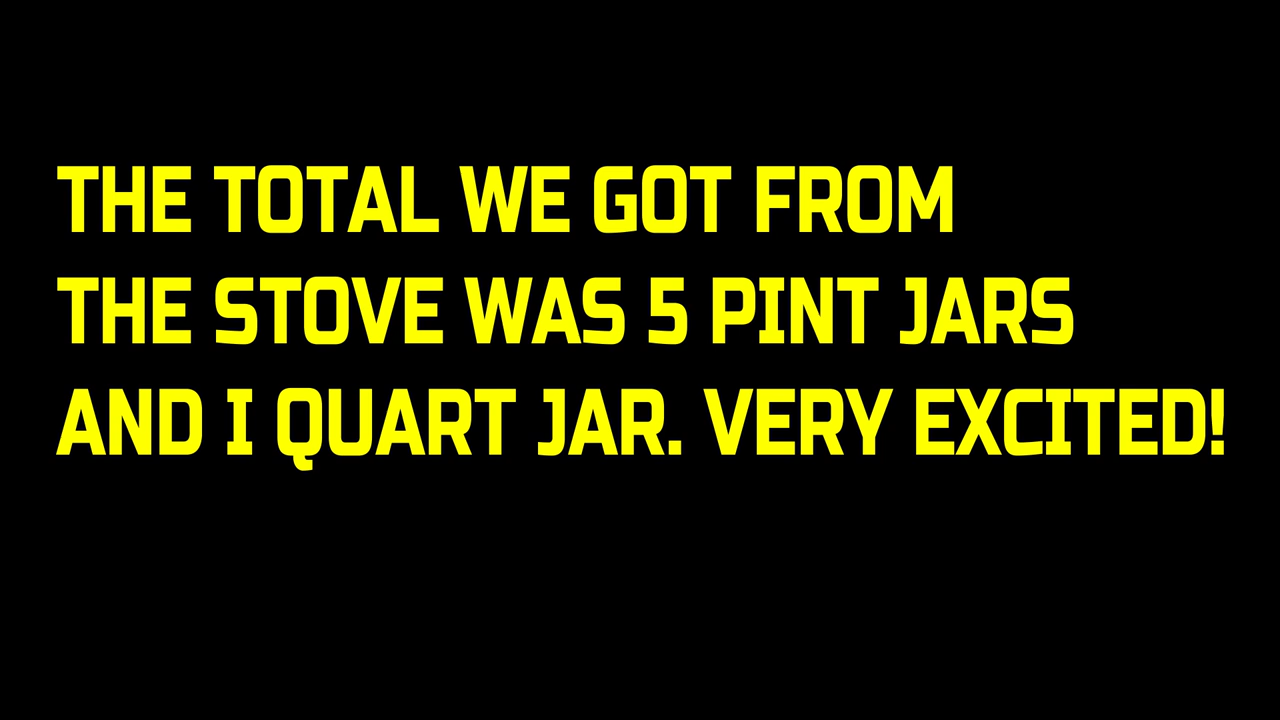 THE TOTAL WE GOT FROM
THE STOVE WAS 5 PINT JARS
AND I QUART JAR. VERY EXCITED!